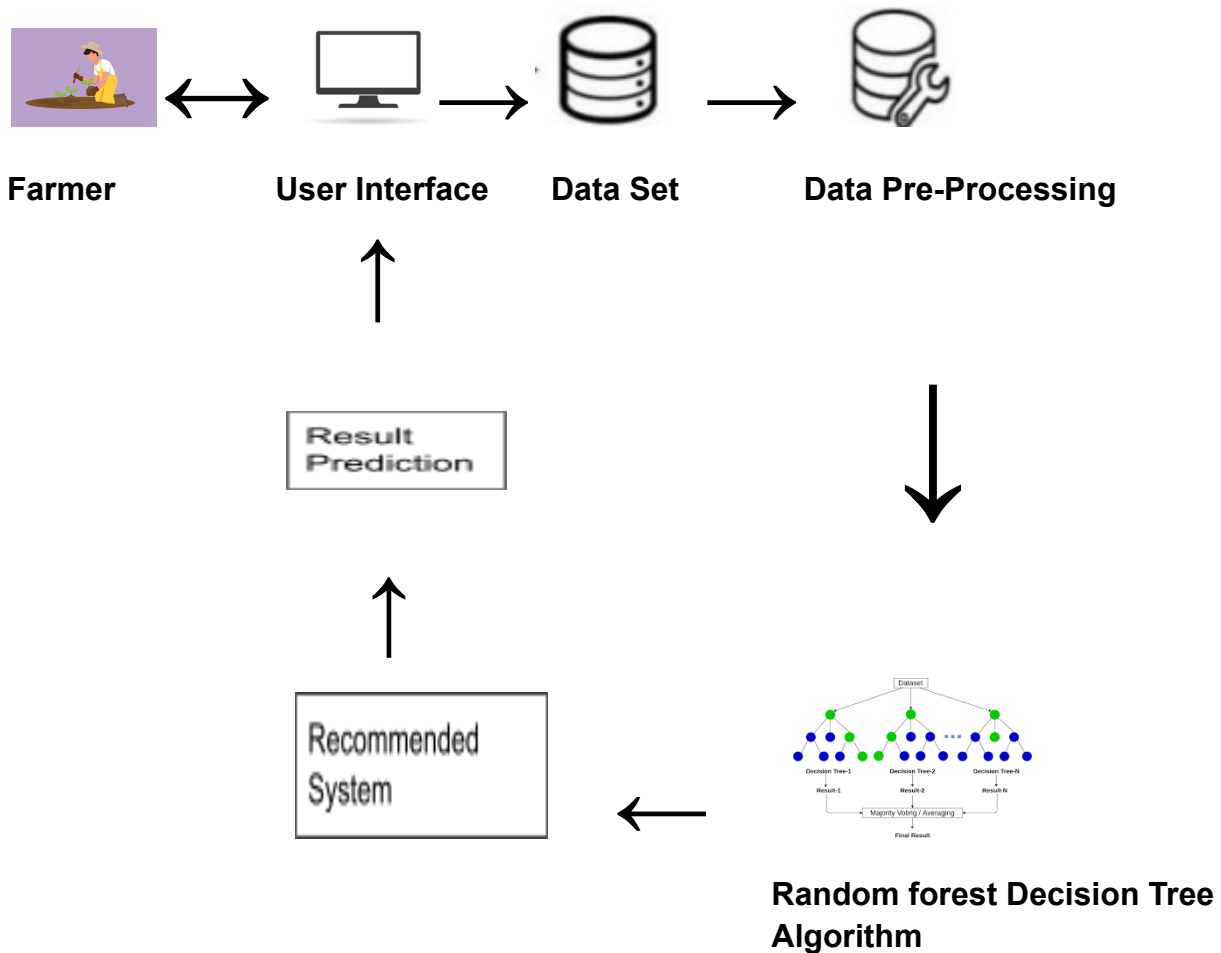 Farmer
User Interface
Data Set
Data Pre-Processing
Result
Prediction
Recommended
System
Dataset
Decision Tree-1
Decision Tree-2
Decision Tree-N
Result-1
Result-2
Result-N
Majority Voting / Averaging
Final Result
Random forest Decision Tree
Algorithm